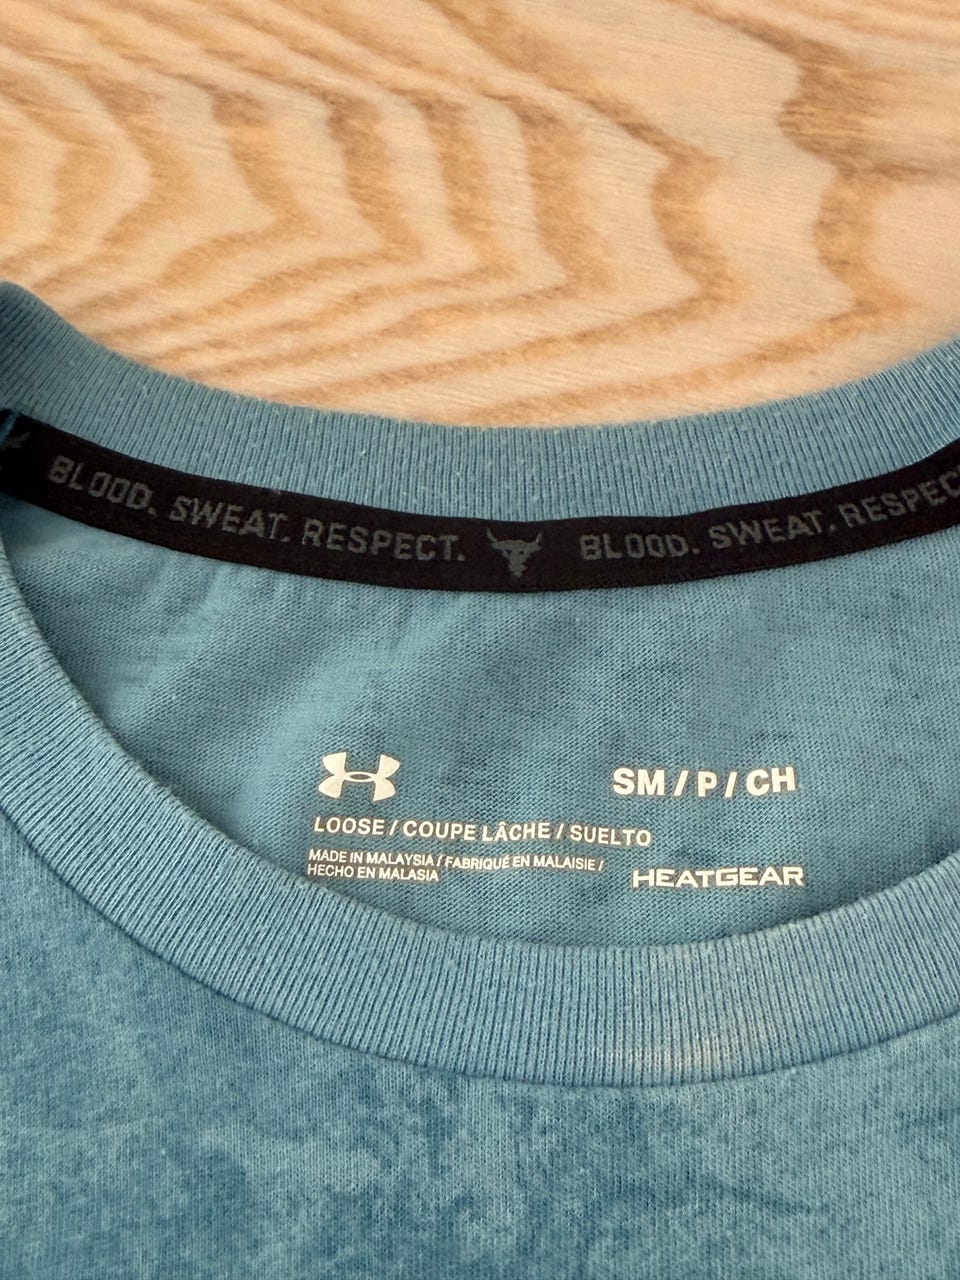 BLOOD. SWEAT. RESPECT. BLOOD. SWEAT. RESPEC
SM / P / CH
LOOSE / COUPE LÂCHE / SUELTO
MADE IN MALAYSIA / FABRIQUÉ EN MALAISIE /
HECHO EN MALASIA
HEATGEAR